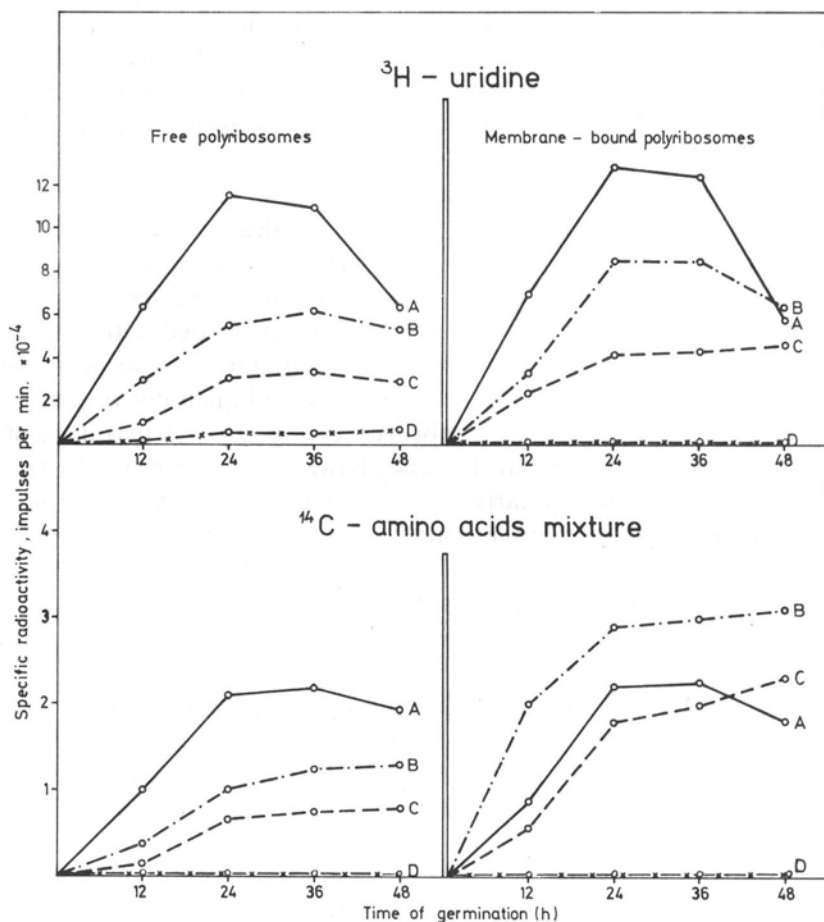 ³H – uridine
Free polyribosomes
Membrane – bound polyribosomes
12
10
8
6
4
2
A
B
C
D
B
A
C
D
12 24 36 48
12 24 36 48
¹⁴C – amino acids mixture
4
3
2
1
A
B
C
D
B
C
A
D
12 24 36 48
12 24 36 48
Specific radioactivity, impulses per min. ×10⁻⁴
Time of germination (h)